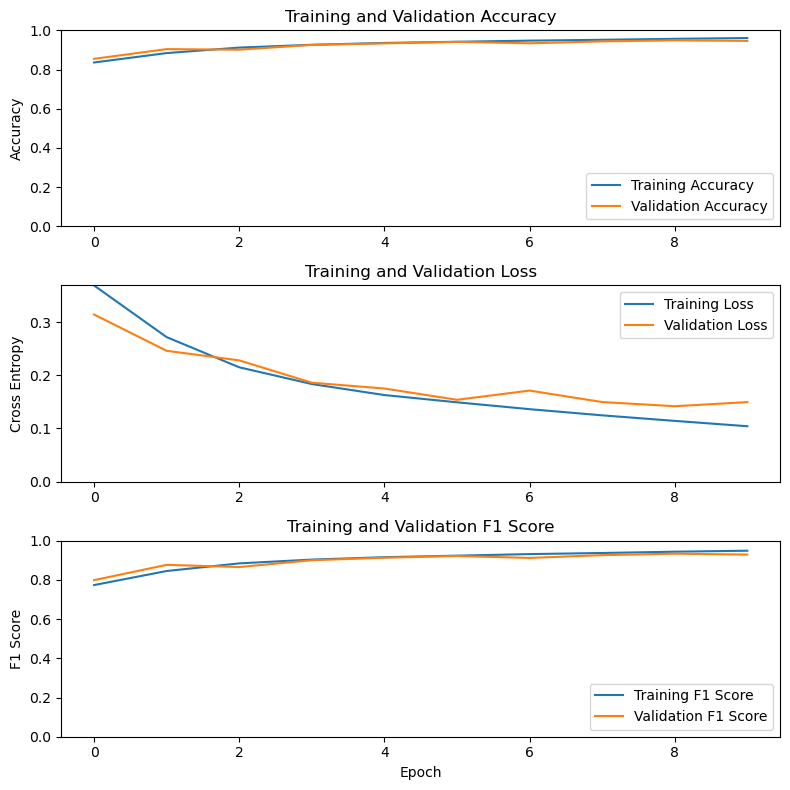 Training and Validation Accuracy
1.0
0.8
0.6
0.4
0.2
0.0
Accuracy
Training Accuracy
Validation Accuracy
0 2 4 6 8
Training and Validation Loss
0.3
0.2
0.1
0.0
Cross Entropy
Training Loss
Validation Loss
0 2 4 6 8
Training and Validation F1 Score
1.0
0.8
0.6
0.4
0.2
0.0
F1 Score
Training F1 Score
Validation F1 Score
0 2 4 6 8
Epoch